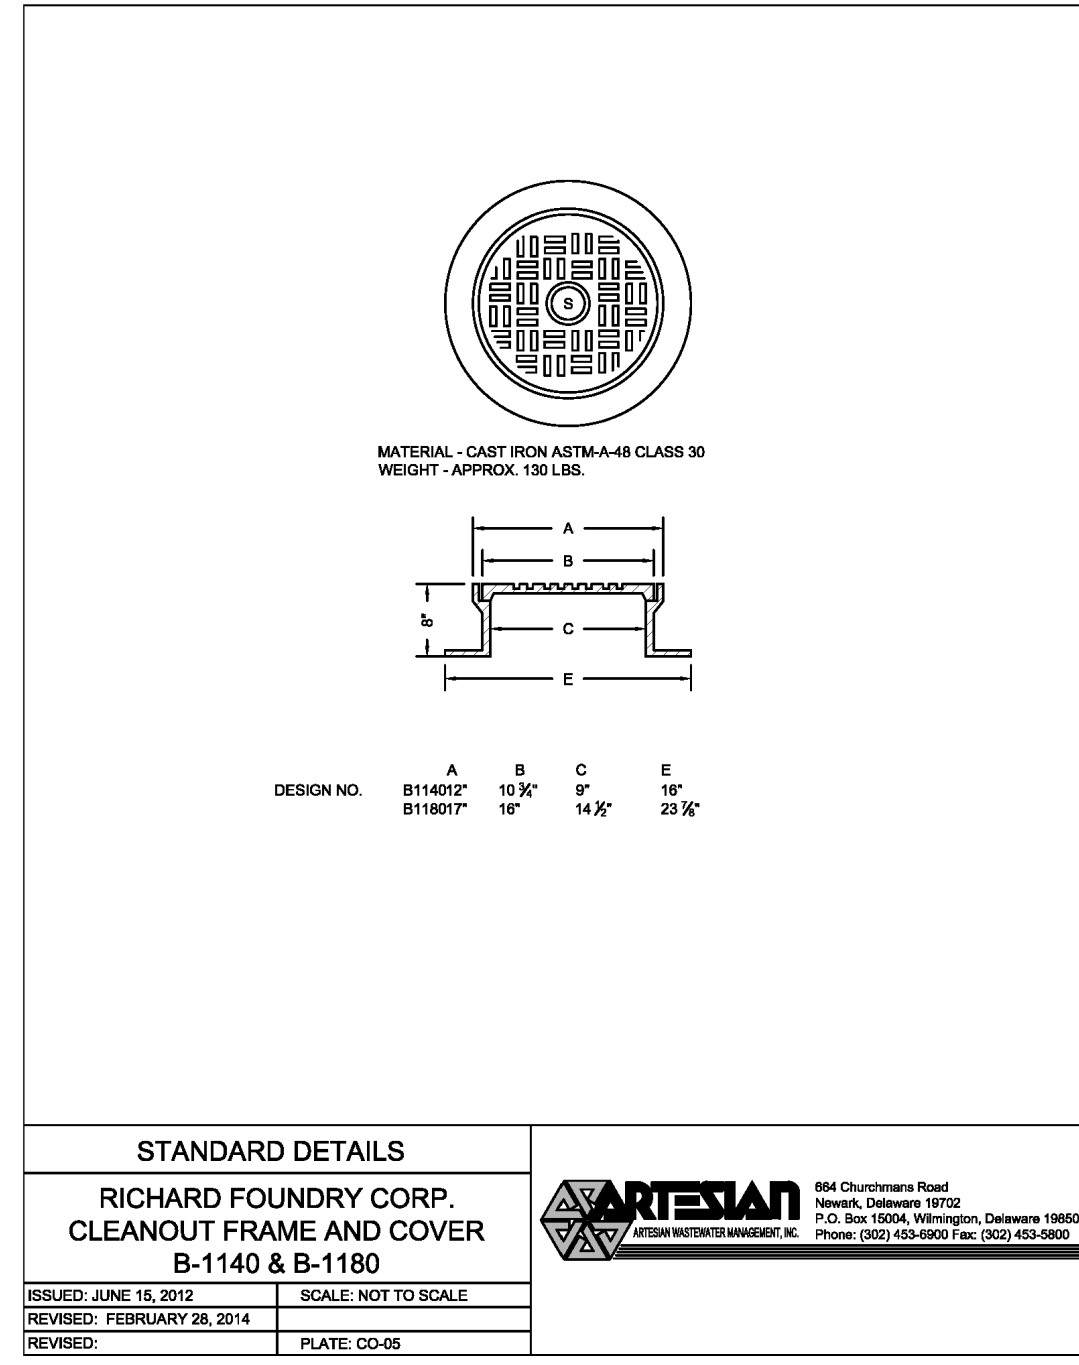 S
MATERIAL - CAST IRON ASTM-A-48 CLASS 30
WEIGHT - APPROX. 130 LBS.
A
B
8"
C
E
A B C E
DESIGN NO. B114012" 10 ¾" 9" 16"
B118017" 16" 14 ½" 23 ⅞"
STANDARD DETAILS
RICHARD FOUNDRY CORP.
CLEANOUT FRAME AND COVER
B-1140 & B-1180
ISSUED: JUNE 15, 2012 SCALE: NOT TO SCALE
REVISED: FEBRUARY 28, 2014
REVISED: PLATE: CO-05
ARTESIAN
ARTESIAN WASTEWATER MANAGEMENT, INC.
664 Churchmans Road
Newark, Delaware 19702
P.O. Box 15004, Wilmington, Delaware 19850
Phone: (302) 453-6900 Fax: (302) 453-5800